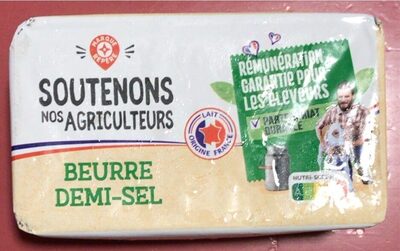 MARQUE
REPÈRE
SOUTENONS
NOS AGRICULTEURS
RÉMUNÉRATION
GARANTIE POUR
LES ÉLEVEURS
PARTENARIAT
DURABLE
LAIT
ORIGINE FRANCE
BEURRE
DEMI-SEL
NUTRI-SCORE